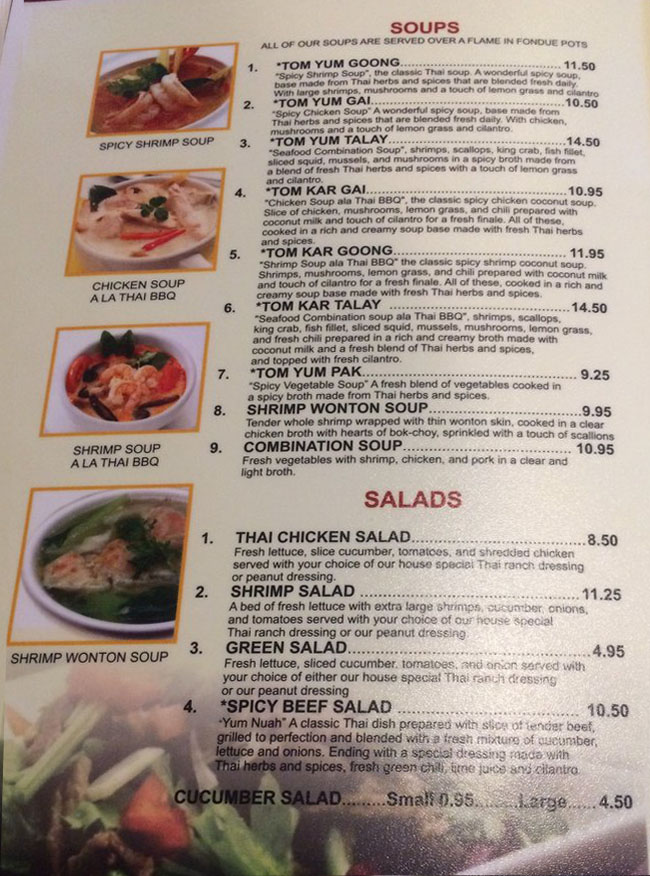 SOUPS
ALL OF OUR SOUPS ARE SERVED OVER A FLAME IN FONDUE POTS
1. *TOM YUM GOONG.................................11.50
"Spicy Shrimp Soup", the classic Thai soup. A wonderful spicy soup,
base made from Thai herbs and spices that are blended fresh daily.
With large shrimps, mushrooms and a touch of lemon grass and cilantro
2. *TOM YUM GAI.......................................10.50
"Spicy Chicken Soup" A wonderful spicy soup, base made from
Thai herbs and spices that are blended fresh daily. With chicken,
mushrooms and a touch of lemon grass and cilantro.
3. *TOM YUM TALAY...................................14.50
"Seafood Combination Soup", shrimps, scallops, king crab, fish fillet,
sliced squid, mussels, and mushrooms in a spicy broth made from
a blend of fresh Thai herbs and spices with a touch of lemon grass
and cilantro.
4. *TOM KAR GAI........................................10.95
"Chicken Soup ala Thai BBQ", the classic spicy chicken coconut soup.
Slice of chicken, mushrooms, lemon grass, and chili prepared with
coconut milk and touch of cilantro for a fresh finale. All of these,
cooked in a rich and creamy soup base made with fresh Thai herbs
and spices.
5. *TOM KAR GOONG ..................................11.95
"Shrimp Soup ala Thai BBQ" the classic spicy shrimp coconut soup.
Shrimps, mushrooms, lemon grass, and chili prepared with coconut milk
and touch of cilantro for a fresh finale. All of these, cooked in a rich and
creamy soup base made with fresh Thai herbs and spices.
6. *TOM KAR TALAY ...................................14.50
"Seafood Combination soup ala Thai BBQ", shrimps, scallops,
king crab, fish fillet, sliced squid, mussels, mushrooms, lemon grass,
and fresh chili prepared in a rich and creamy broth made with
coconut milk and a fresh blend of Thai herbs and spices,
and topped with fresh cilantro.
7. *TOM YUM PAK........................................ 9.25
"Spicy Vegetable Soup" A fresh blend of vegetables cooked in
a spicy broth made from Thai herbs and spices.
8. SHRIMP WONTON SOUP............................9.95
Tender whole shrimp wrapped with thin wonton skin, cooked in a clear
chicken broth with hearts of bok-choy, sprinkled with a touch of scallions
9. COMBINATION SOUP............................... 10.95
Fresh vegetables with shrimp, chicken, and pork in a clear and
light broth.
SPICY SHRIMP SOUP
CHICKEN SOUP
A LA THAI BBQ
SHRIMP SOUP
A LA THAI BBQ
SHRIMP WONTON SOUP
SALADS
1. THAI CHICKEN SALAD................................8.50
Fresh lettuce, slice cucumber, tomatoes, and shredded chicken
served with your choice of our house special Thai ranch dressing
or peanut dressing.
2. SHRIMP SALAD .......................................11.25
A bed of fresh lettuce with extra large shrimps, cucumber, onions,
and tomatoes served with your choice of our house special
Thai ranch dressing or our peanut dressing
3. GREEN SALAD.........................................4.95
Fresh lettuce, sliced cucumber, tomatoes, and onion served with
your choice of either our house special Thai ranch dressing
or our peanut dressing
4. *SPICY BEEF SALAD ................................10.50
"Yum Nuah" A classic Thai dish prepared with slice of tender beef,
grilled to perfection and blended with a fresh mixture of cucumber,
lettuce and onions. Ending with a special dressing made with
Thai herbs and spices, fresh green chili, lime juice and cilantro.
CUCUMBER SALAD.........Small 0.95.........Large.....4.50